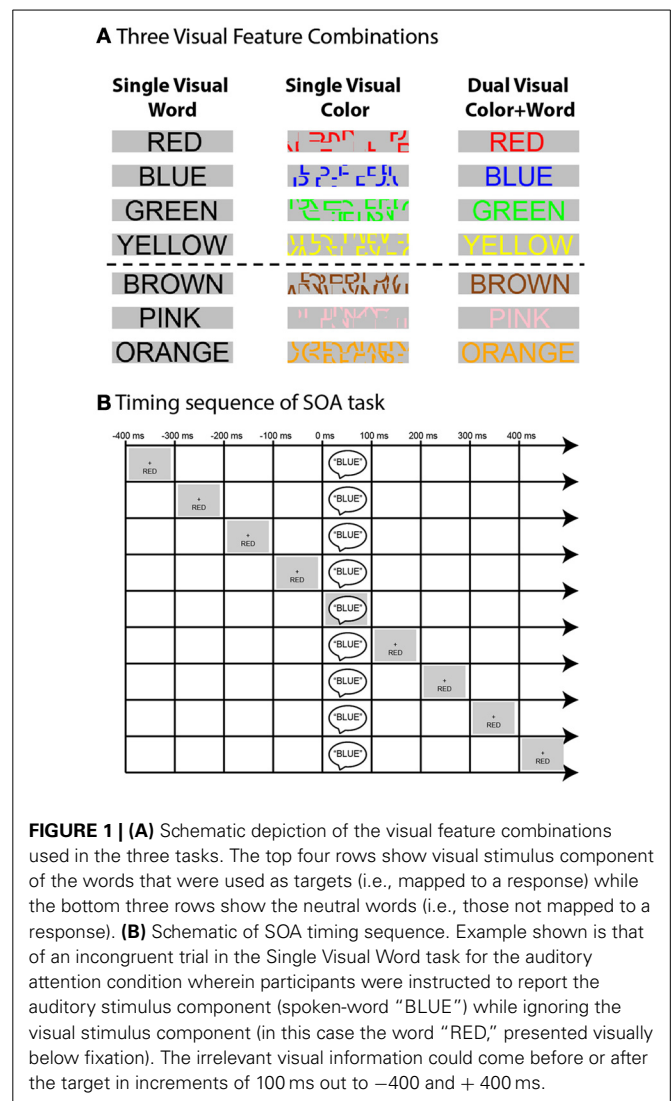 A Three Visual Feature Combinations
Single Visual Word
Single Visual Color
Dual Visual Color+Word
RED RED
BLUE BLUE
GREEN GREEN
YELLOW YELLOW
BROWN BROWN
PINK PINK
ORANGE ORANGE
B Timing sequence of SOA task
-400 ms -300 ms -200 ms -100 ms 0 ms 100 ms 200 ms 300 ms 400 ms
+
RED
"BLUE"
+
RED
"BLUE"
+
RED
"BLUE"
+
RED
"BLUE"
"BLUE"
"BLUE"
+
RED
"BLUE"
+
RED
"BLUE"
+
RED
"BLUE"
+
RED
FIGURE 1 | (A) Schematic depiction of the visual feature combinations
used in the three tasks. The top four rows show visual stimulus component
of the words that were used as targets (i.e., mapped to a response) while
the bottom three rows show the neutral words (i.e., those not mapped to a
response). (B) Schematic of SOA timing sequence. Example shown is that
of an incongruent trial in the Single Visual Word task for the auditory
attention condition wherein participants were instructed to report the
auditory stimulus component (spoken-word “BLUE”) while ignoring the
visual stimulus component (in this case the word “RED,” presented visually
below fixation). The irrelevant visual information could come before or after
the target in increments of 100 ms out to −400 and + 400 ms.